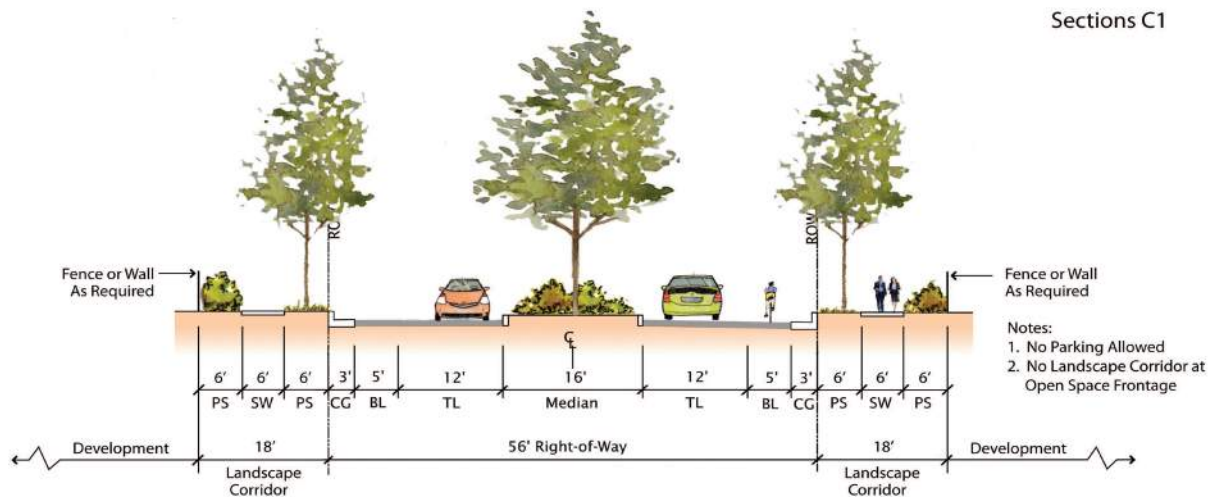 Sections C1
ROW
Fence or Wall
As Required
Fence or Wall
As Required
Notes:
1. No Parking Allowed
2. No Landscape Corridor at
Open Space Frontage
℄
6' 6' 6' 3' 5' 12' 16' 12' 5' 3' 6' 6' 6'
PS SW PS CG BL TL Median TL BL CG PS SW PS
Development 18' 56' Right-of-Way 18' Development
Landscape
Corridor
Landscape
Corridor